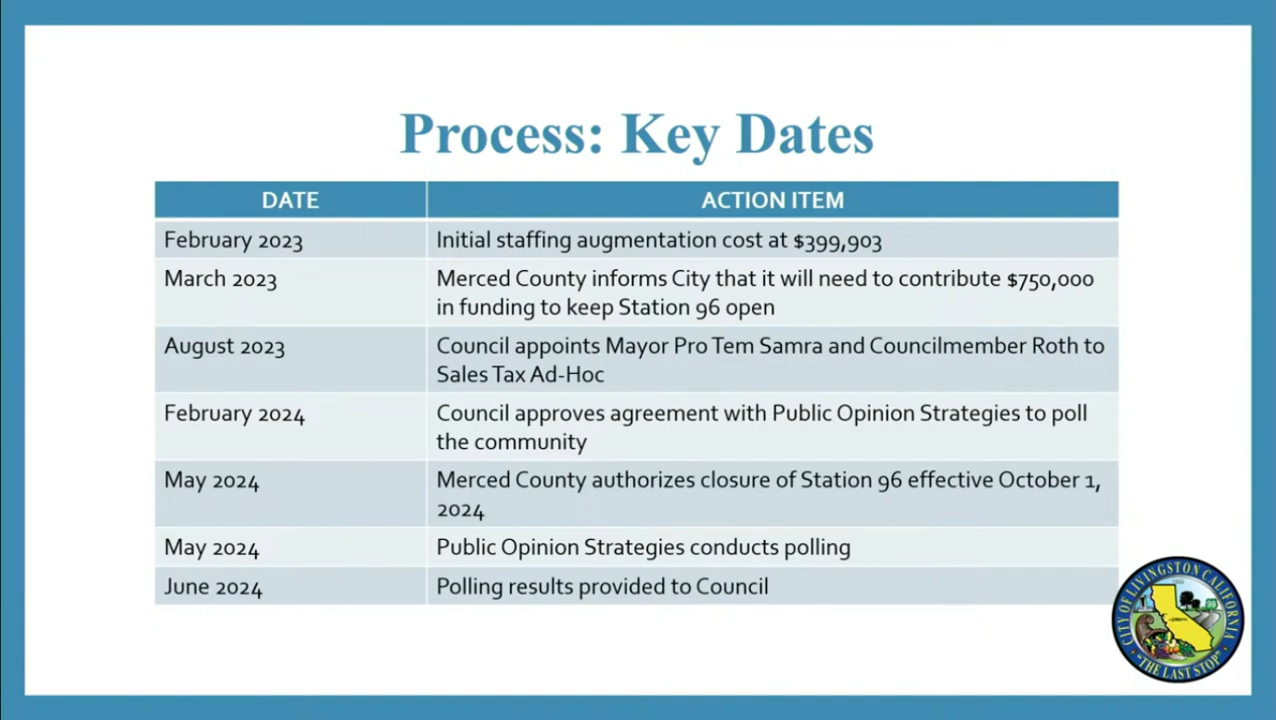 Process: Key Dates
DATE ACTION ITEM
February 2023 Initial staffing augmentation cost at $399,903
March 2023 Merced County informs City that it will need to contribute $750,000
in funding to keep Station 96 open
August 2023 Council appoints Mayor Pro Tem Samra and Councilmember Roth to
Sales Tax Ad-Hoc
February 2024 Council approves agreement with Public Opinion Strategies to poll
the community
May 2024 Merced County authorizes closure of Station 96 effective October 1,
2024
May 2024 Public Opinion Strategies conducts polling
June 2024 Polling results provided to Council
CITY OF LIVINGSTON CALIFORNIA
"THE LAST STOP"